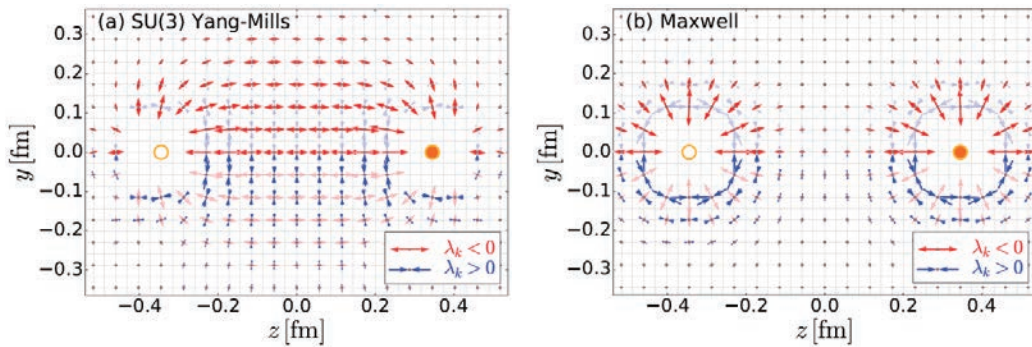 (a) SU(3) Yang-Mills
y [fm]
0.3
0.2
0.1
0.0
−0.1
−0.2
−0.3
−0.4 −0.2 0.0 0.2 0.4
z [fm]
λₖ < 0
λₖ > 0
(b) Maxwell
y [fm]
0.3
0.2
0.1
0.0
−0.1
−0.2
−0.3
−0.4 −0.2 0.0 0.2 0.4
z [fm]
λₖ < 0
λₖ > 0